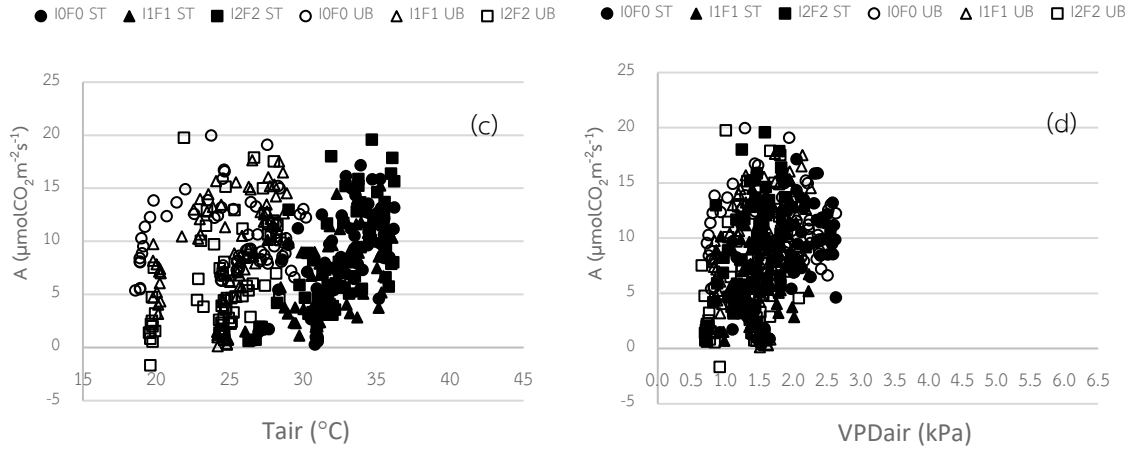 I0F0 ST I1F1 ST I2F2 ST I0F0 UB I1F1 UB I2F2 UB
25
20
15
10
5
0
-5
15 20 25 30 35 40 45
A (µmolCO2m-2s-1)
Tair (°C)
(c)
I0F0 ST I1F1 ST I2F2 ST I0F0 UB I1F1 UB I2F2 UB
25
20
15
10
5
0
-5
0.0 0.5 1.0 1.5 2.0 2.5 3.0 3.5 4.0 4.5 5.0 5.5 6.0 6.5
A (µmolCO2m-2s-1)
VPDair (kPa)
(d)